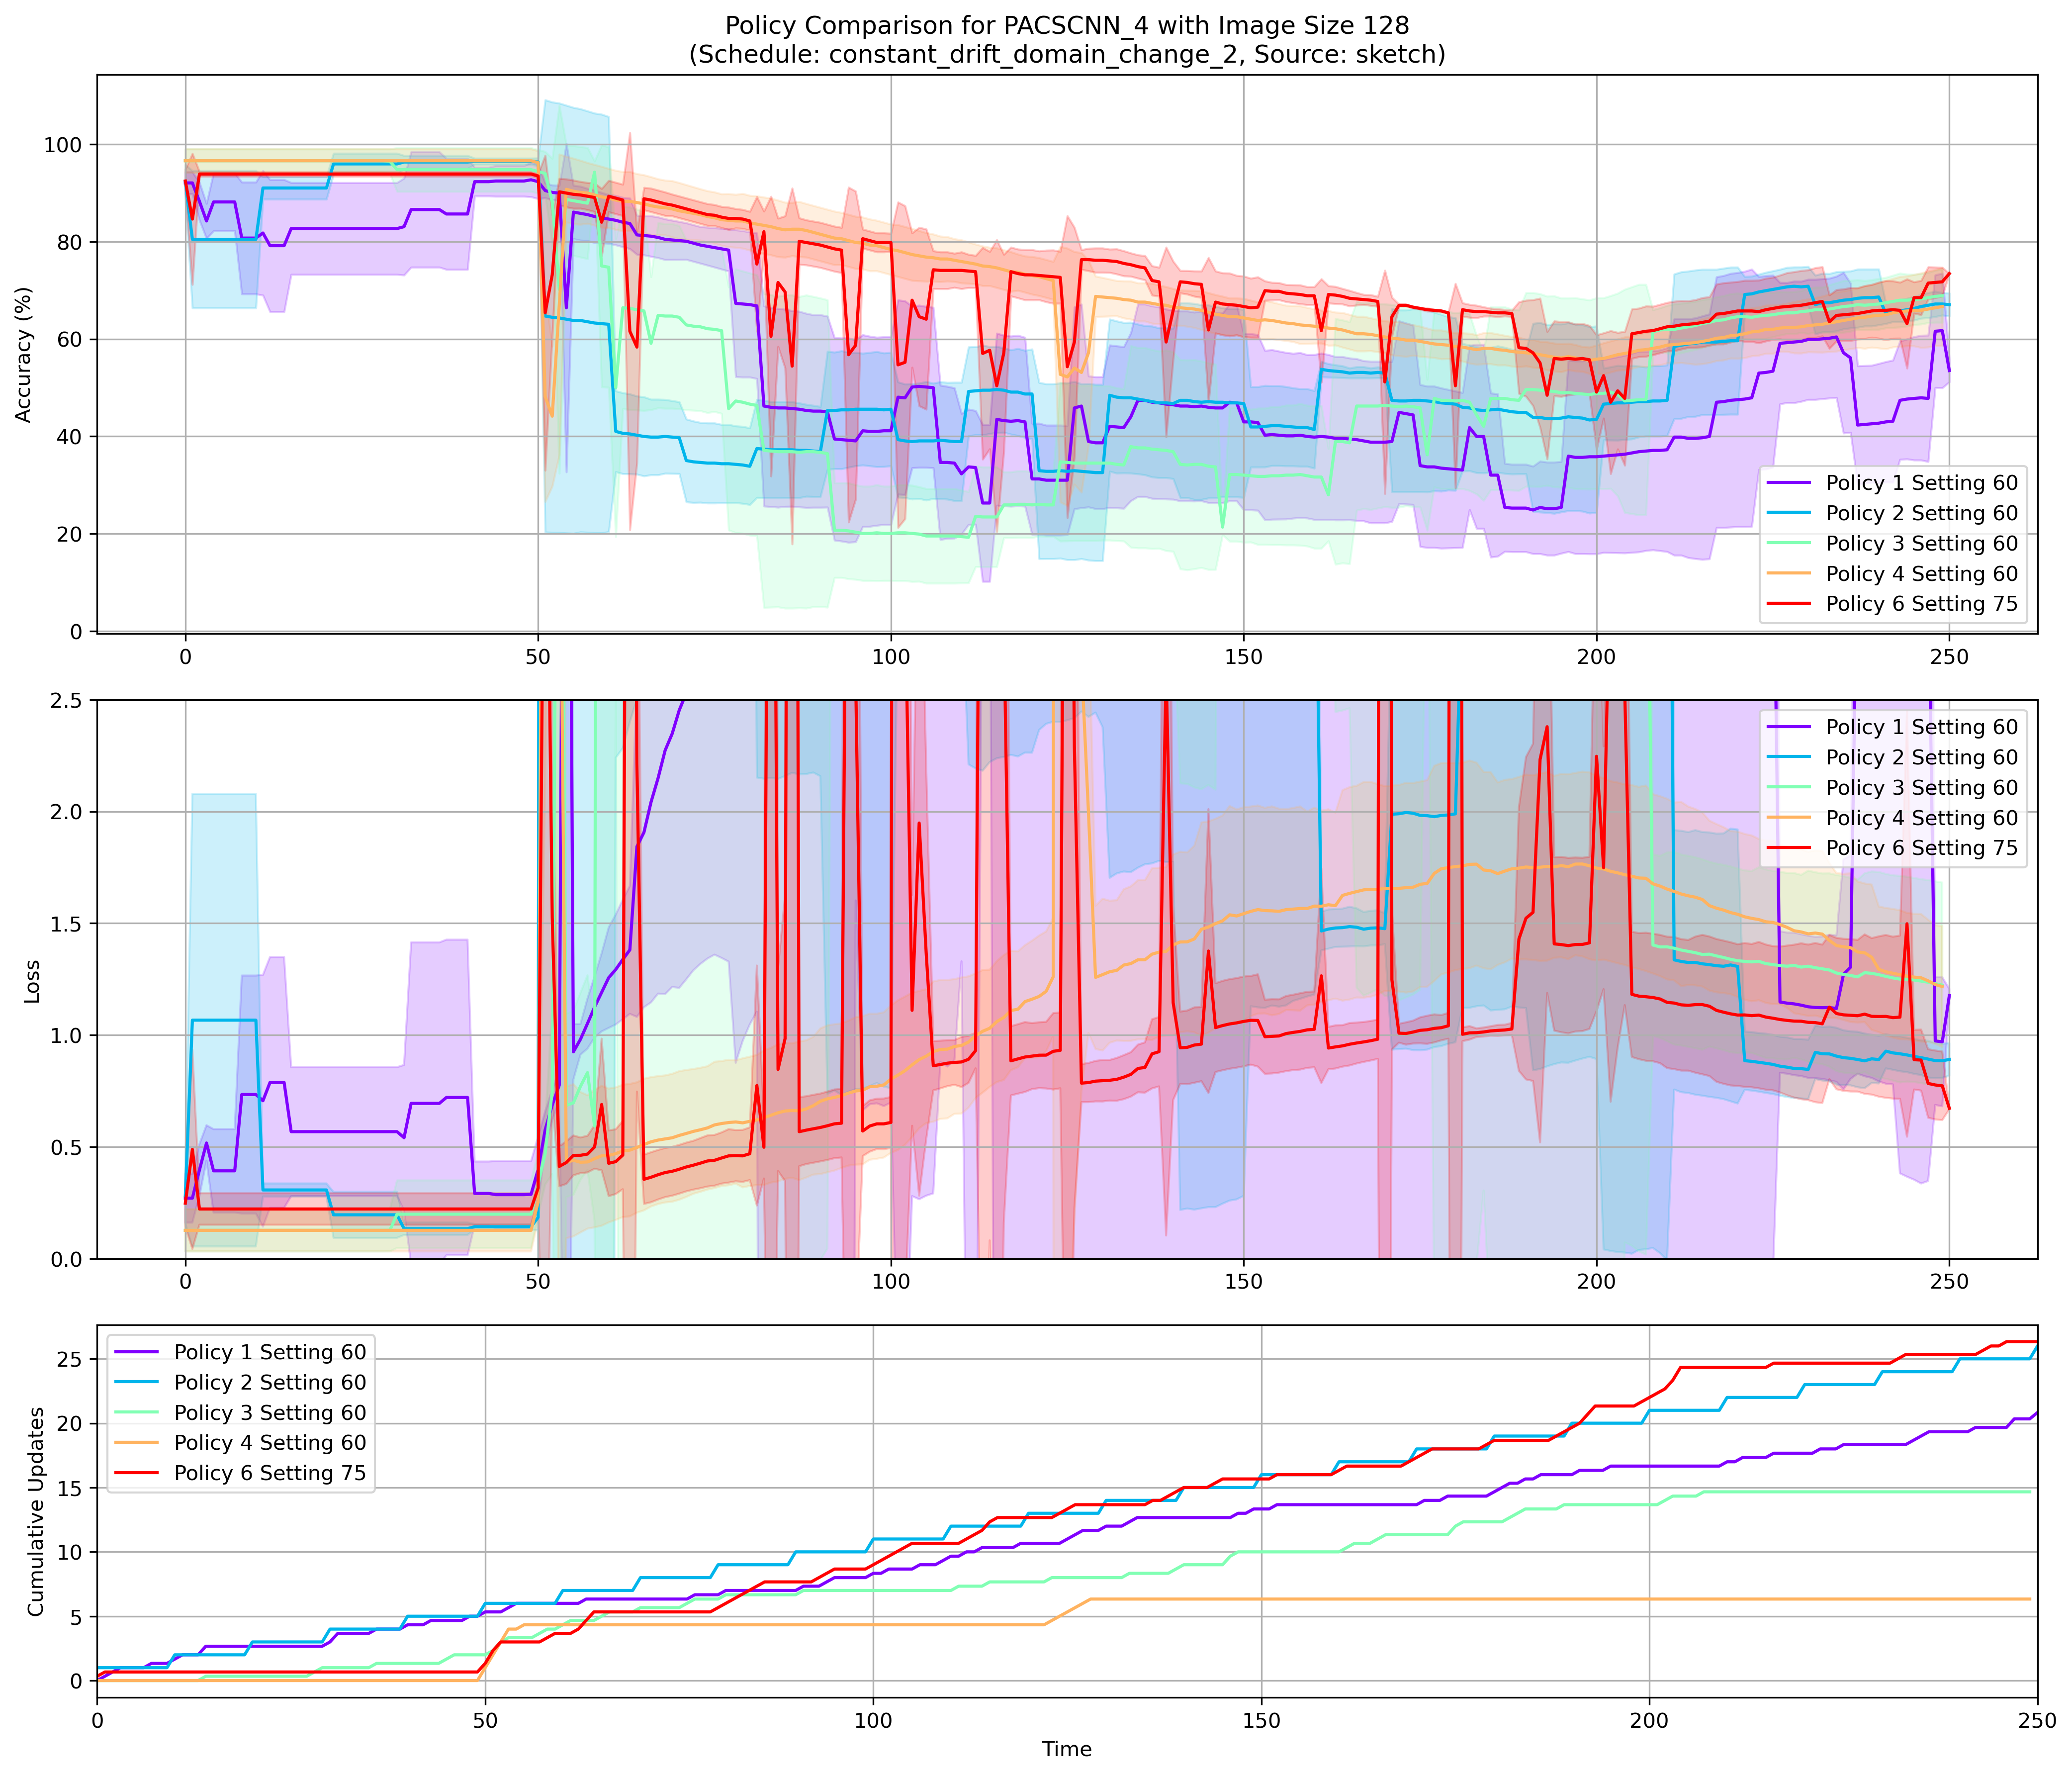 Policy Comparison for PACSCNN_4 with Image Size 128
(Schedule: constant_drift_domain_change_2, Source: sketch)
Accuracy (%)
100
80
60
40
20
0
Policy 1 Setting 60
Policy 2 Setting 60
Policy 3 Setting 60
Policy 4 Setting 60
Policy 6 Setting 75
0 50 100 150 200 250
Loss
2.5
2.0
1.5
1.0
0.5
0.0
Policy 1 Setting 60
Policy 2 Setting 60
Policy 3 Setting 60
Policy 4 Setting 60
Policy 6 Setting 75
0 50 100 150 200 250
Cumulative Updates
25
20
15
10
5
0
Policy 1 Setting 60
Policy 2 Setting 60
Policy 3 Setting 60
Policy 4 Setting 60
Policy 6 Setting 75
0 50 100 150 200 250
Time